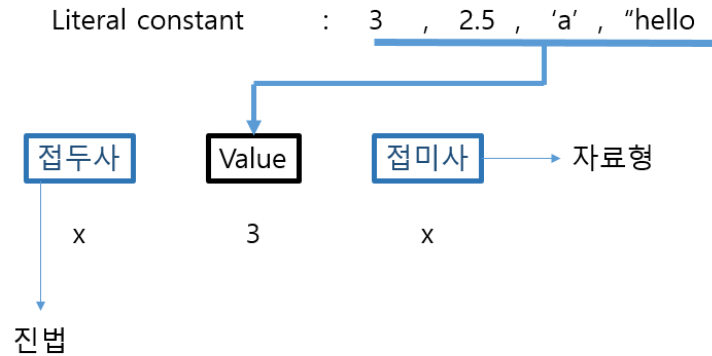 Literal constant : 3 , 2.5 , ‘a’ , “hello
접두사 Value 접미사 자료형
x 3 x
진법